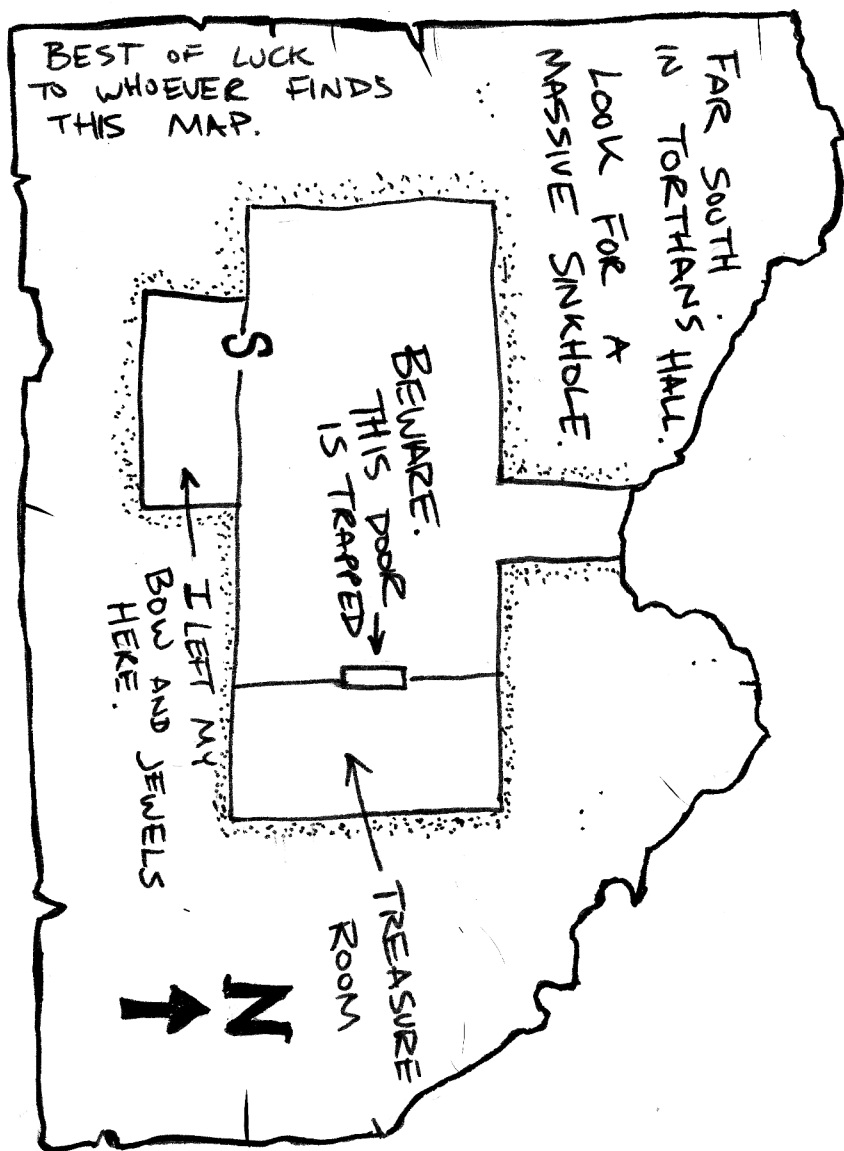 BEST OF LUCK
TO WHOEVER FINDS
THIS MAP.
FAR SOUTH
IN TORTHAN'S HALL.
LOOK FOR A
MASSIVE SINKHOLE.
BEWARE.
THIS DOOR
IS TRAPPED
S
I LEFT MY
BOW AND JEWELS
HERE.
TREASURE
ROOM
N